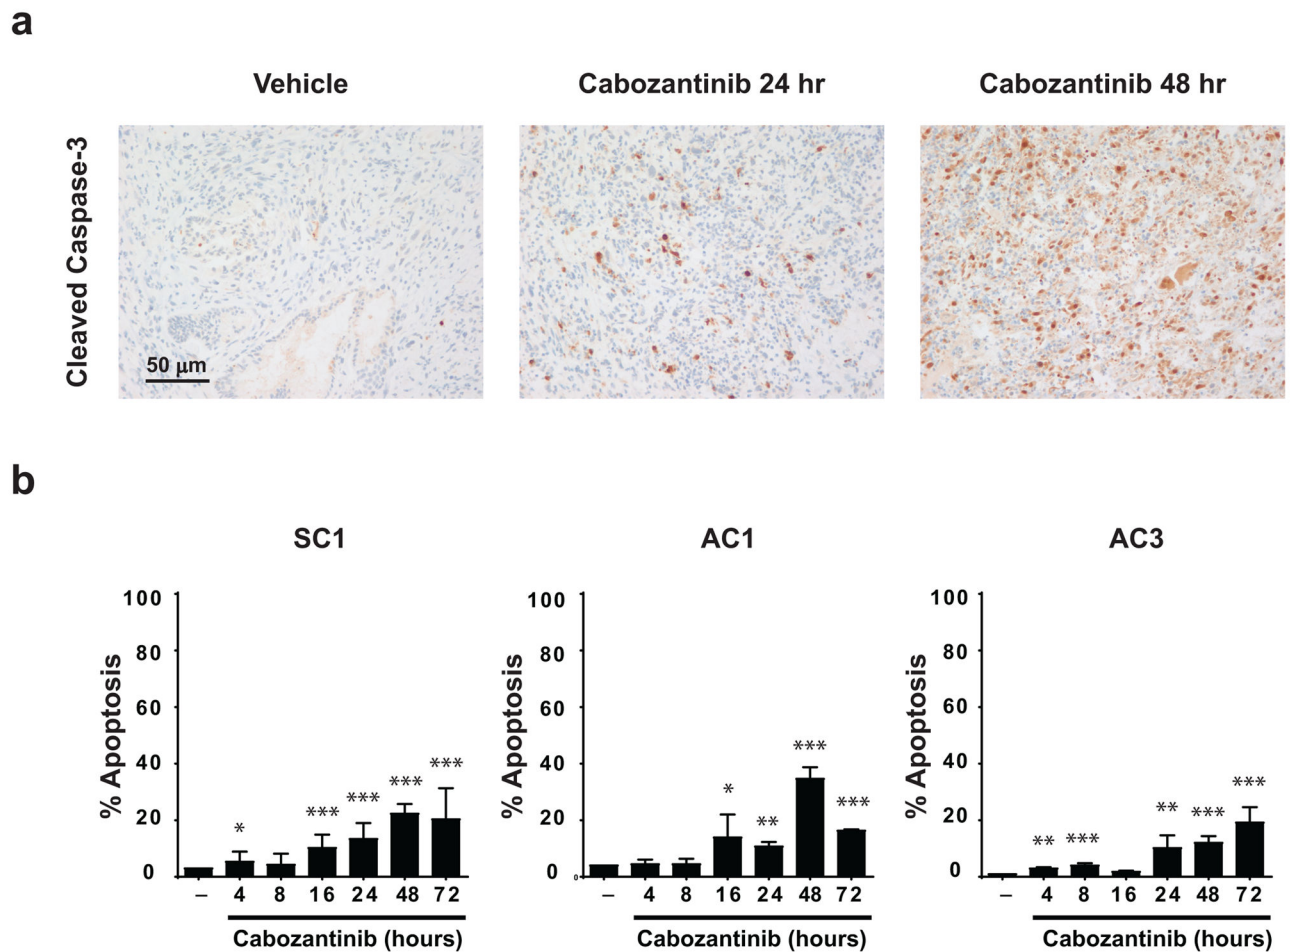 a
Vehicle
Cabozantinib 24 hr
Cabozantinib 48 hr
Cleaved Caspase-3
50 μm
b
SC1
AC1
AC3
% Apoptosis
100
80
60
40
20
0
*
***
***
***
***
– 4 8 16 24 48 72
Cabozantinib (hours)
% Apoptosis
100
80
60
40
20
0
0
*
**
***
***
– 4 8 16 24 48 72
Cabozantinib (hours)
% Apoptosis
100
80
60
40
20
0
**
***
**
***
***
– 4 8 16 24 48 72
Cabozantinib (hours)